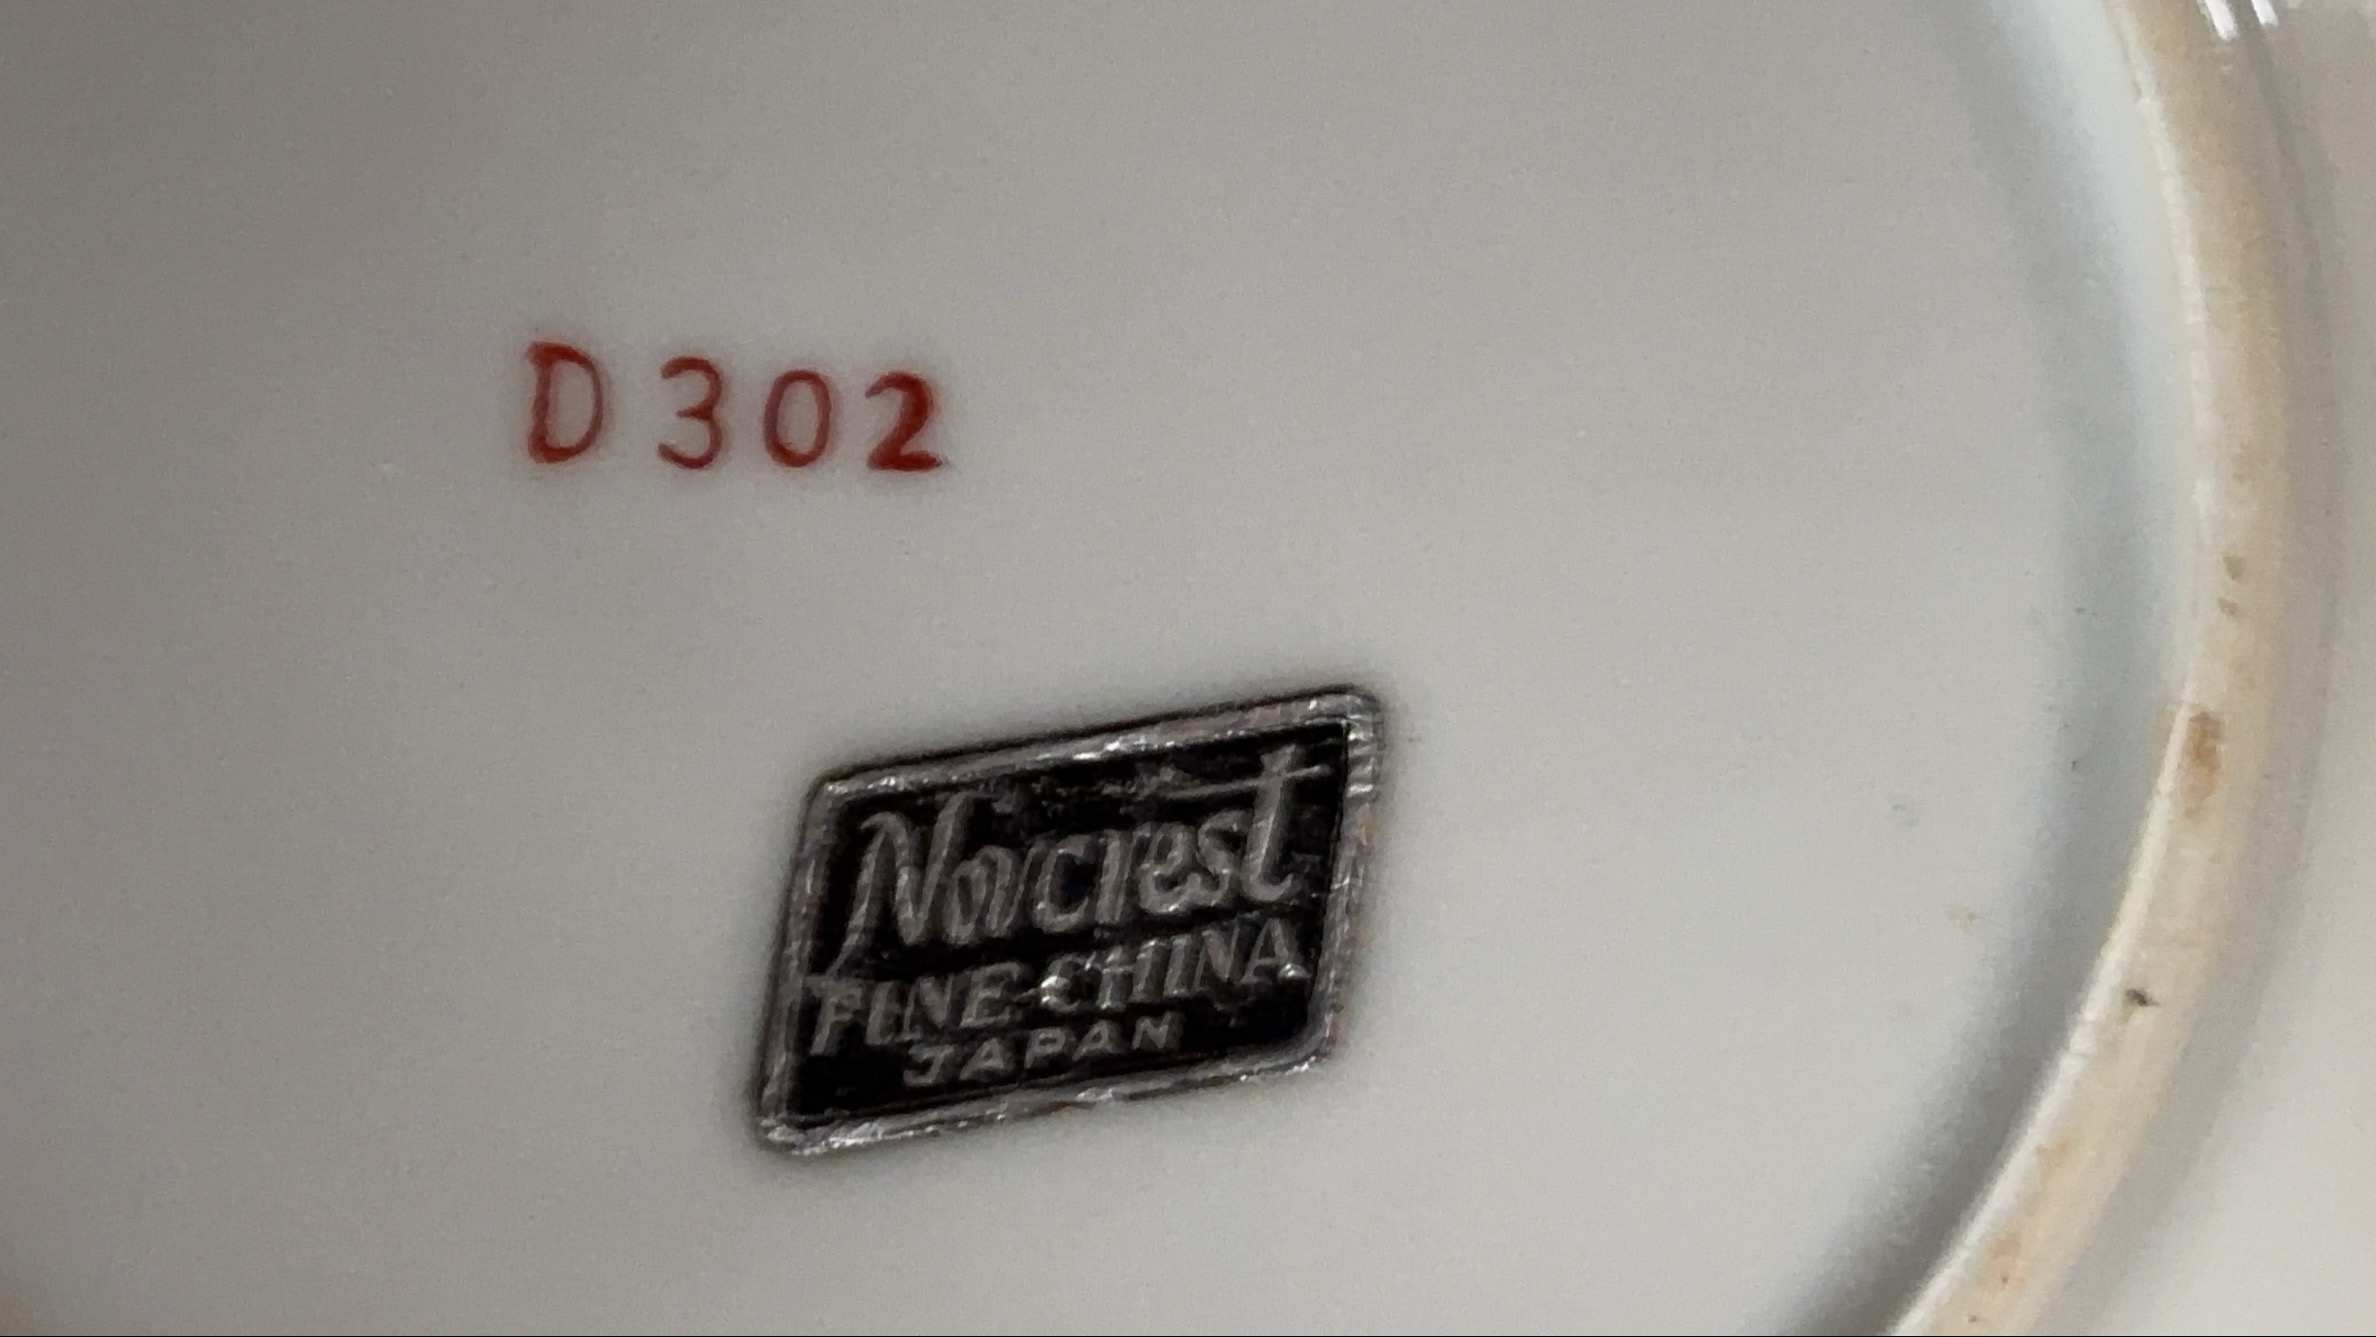 D302
Norcrest
FINE CHINA
JAPAN